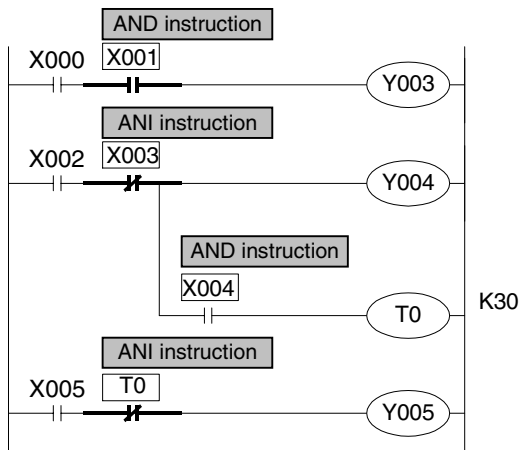 AND instruction
X000 X001 Y003
ANI instruction
X002 X003 Y004
AND instruction
X004 T0 K30
ANI instruction
X005 T0 Y005